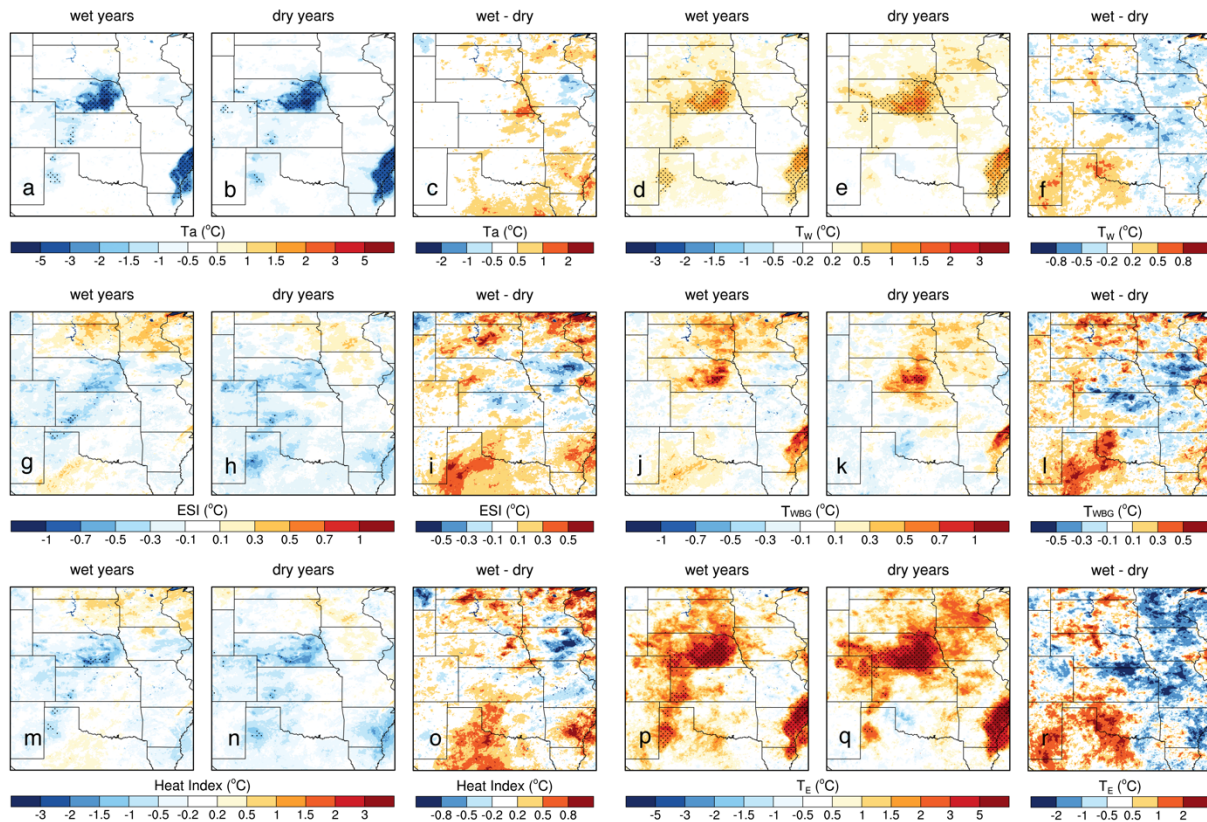 wet years dry years wet - dry wet years dry years wet - dry
a b c d e f
Ta (°C) Ta (°C) Tw (°C) Tw (°C)
-5 -3 -2 -1 -0.5 0.5 1 1.5 2 3 5 -2 -1 -0.5 0.5 1 2 -3 -2 -1.5 -1 -0.5 -0.2 0.2 0.5 1 1.5 2 3 -0.8 -0.5 -0.2 0.2 0.5 0.8
wet years dry years wet - dry wet years dry years wet - dry
g h i j k l
ESI (°C) ESI (°C) TWBG (°C) TWBG (°C)
-1 -0.7 -0.5 -0.3 -0.1 0.1 0.3 0.5 0.7 1 -0.5 -0.3 -0.1 0.1 0.3 0.5 -1 -0.7 -0.5 -0.3 -0.1 0.1 0.3 0.5 0.7 1 -0.5 -0.3 -0.1 0.1 0.3 0.5
wet years dry years wet - dry wet years dry years wet - dry
m n o p q r
Heat Index (°C) Heat Index (°C) TE (°C) TE (°C)
-3 -2 -1.5 -1 -0.5 -0.2 0.2 0.5 1 1.5 2 3 -0.8 -0.5 -0.2 0.2 0.5 0.8 -5 -3 -2 -1.5 -1 -0.5 0.5 1 1.5 2 3 5 -2 -1 -0.5 0.5 1 2